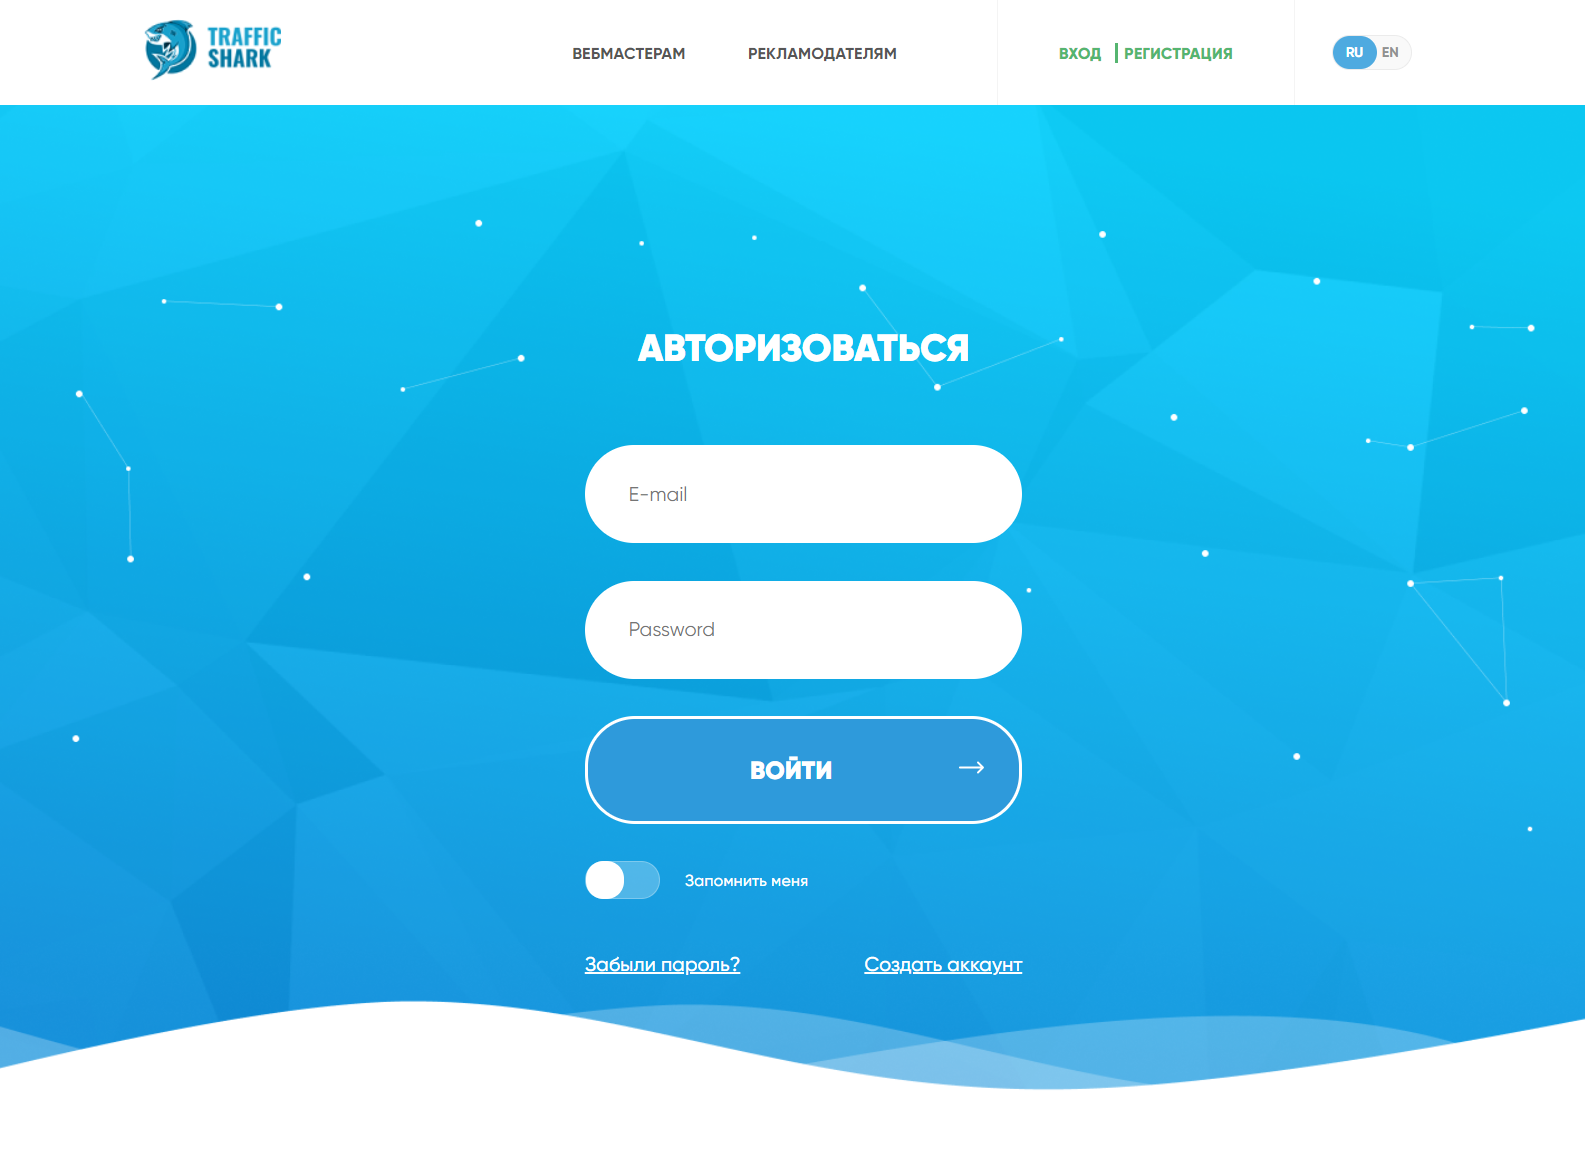 TRAFFIC
SHARK
ВЕБМАСТЕРАМ
РЕКЛАМОДАТЕЛЯМ
ВХОД
РЕГИСТРАЦИЯ
RU EN
АВТОРИЗОВАТЬСЯ
E-mail
Password
ВОЙТИ
Запомнить меня
Забыли пароль?
Создать аккаунт